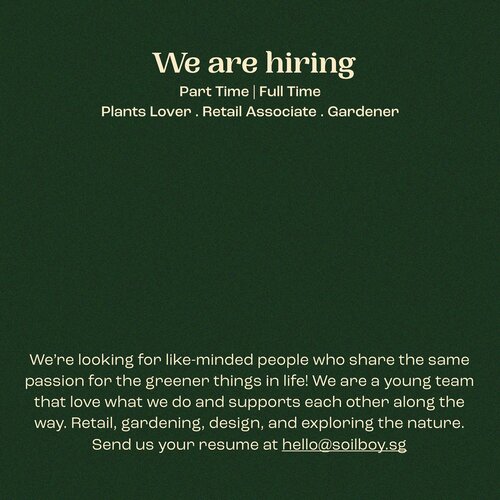 We are hiring
Part Time | Full Time
Plants Lover . Retail Associate . Gardener
We're looking for like-minded people who share the same
passion for the greener things in life! We are a young team
that love what we do and supports each other along the
way. Retail, gardening, design, and exploring the nature.
Send us your resume at hello@soilboy.sg